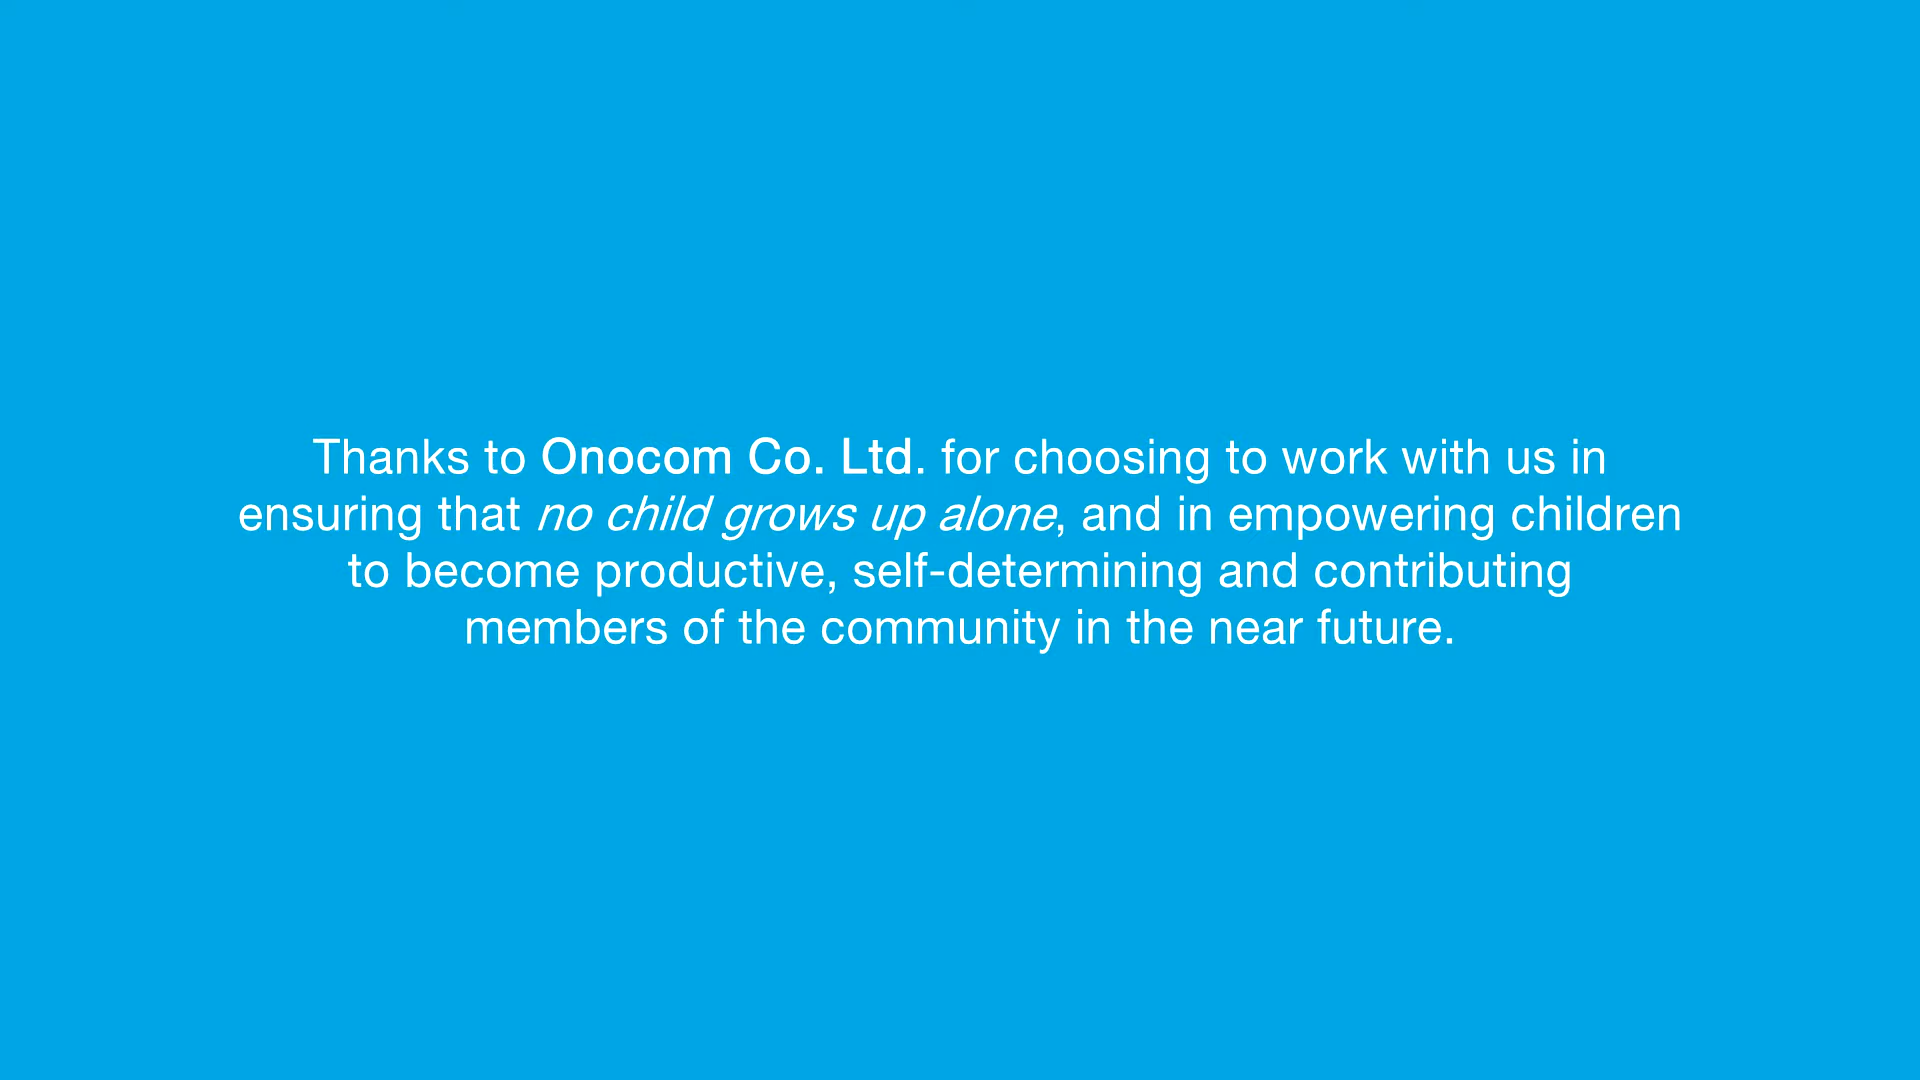 Thanks to Onocom Co. Ltd. for choosing to work with us in
ensuring that no child grows up alone, and in empowering children
to become productive, self-determining and contributing
members of the community in the near future.